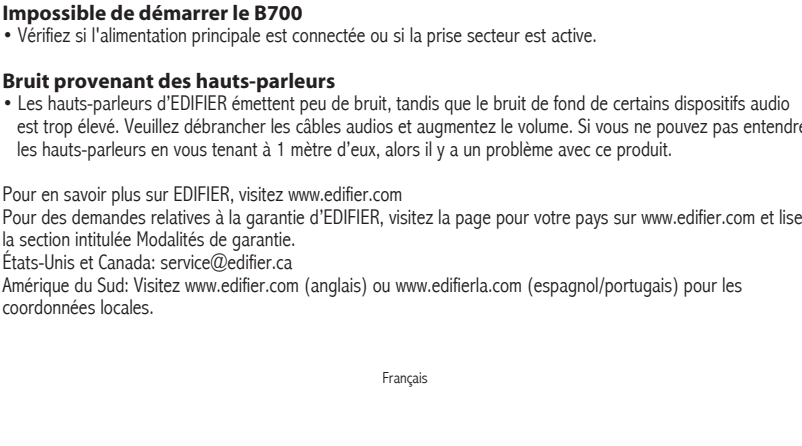 Impossible de démarrer le B700
• Vérifiez si l'alimentation principale est connectée ou si la prise secteur est active.
Bruit provenant des hauts-parleurs
• Les hauts-parleurs d’EDIFIER émettent peu de bruit, tandis que le bruit de fond de certains dispositifs audio
est trop élevé. Veuillez débrancher les câbles audios et augmentez le volume. Si vous ne pouvez pas entendre
les hauts-parleurs en vous tenant à 1 mètre d’eux, alors il y a un problème avec ce produit.
Pour en savoir plus sur EDIFIER, visitez www.edifier.com
Pour des demandes relatives à la garantie d’EDIFIER, visitez la page pour votre pays sur www.edifier.com et lise
la section intitulée Modalités de garantie.
États-Unis et Canada: service@edifier.ca
Amérique du Sud: Visitez www.edifier.com (anglais) ou www.edifierla.com (espagnol/portugais) pour les
coordonnées locales.
Français